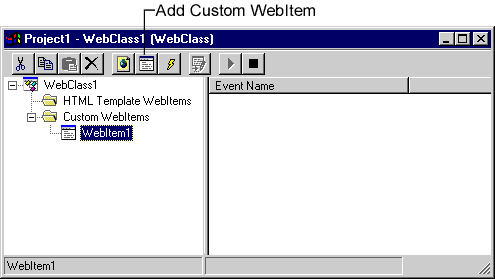 Add Custom WebItem
Project1 - WebClass1 (WebClass)
WebClass1
Event Name
HTML Template WebItems
Custom WebItems
WebItem1
WebItem1